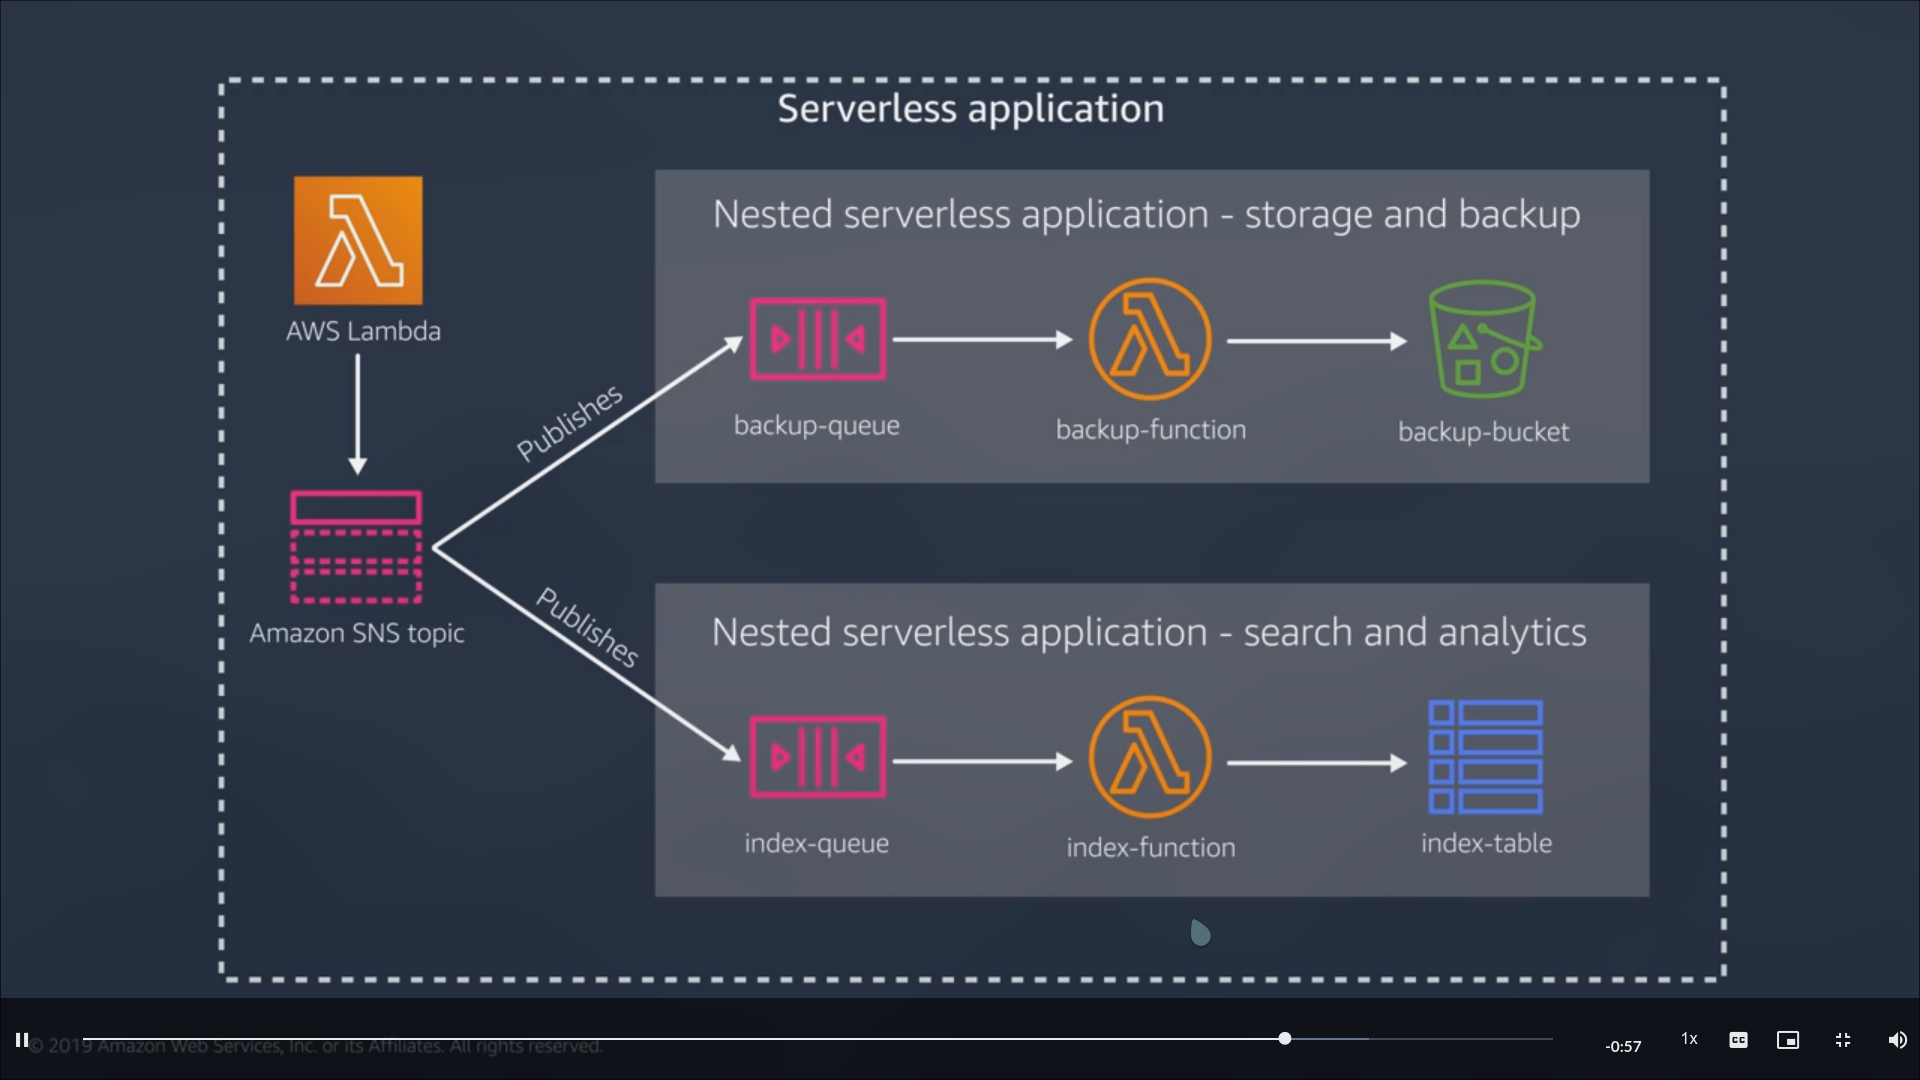 Serverless application
AWS Lambda
Amazon SNS topic
Publishes
Publishes
Nested serverless application - storage and backup
backup-queue
backup-function
backup-bucket
Nested serverless application - search and analytics
index-queue
index-function
index-table
© 2019 Amazon Web Services, Inc. or its Affiliates. All rights reserved.
-0:57
1x
CC